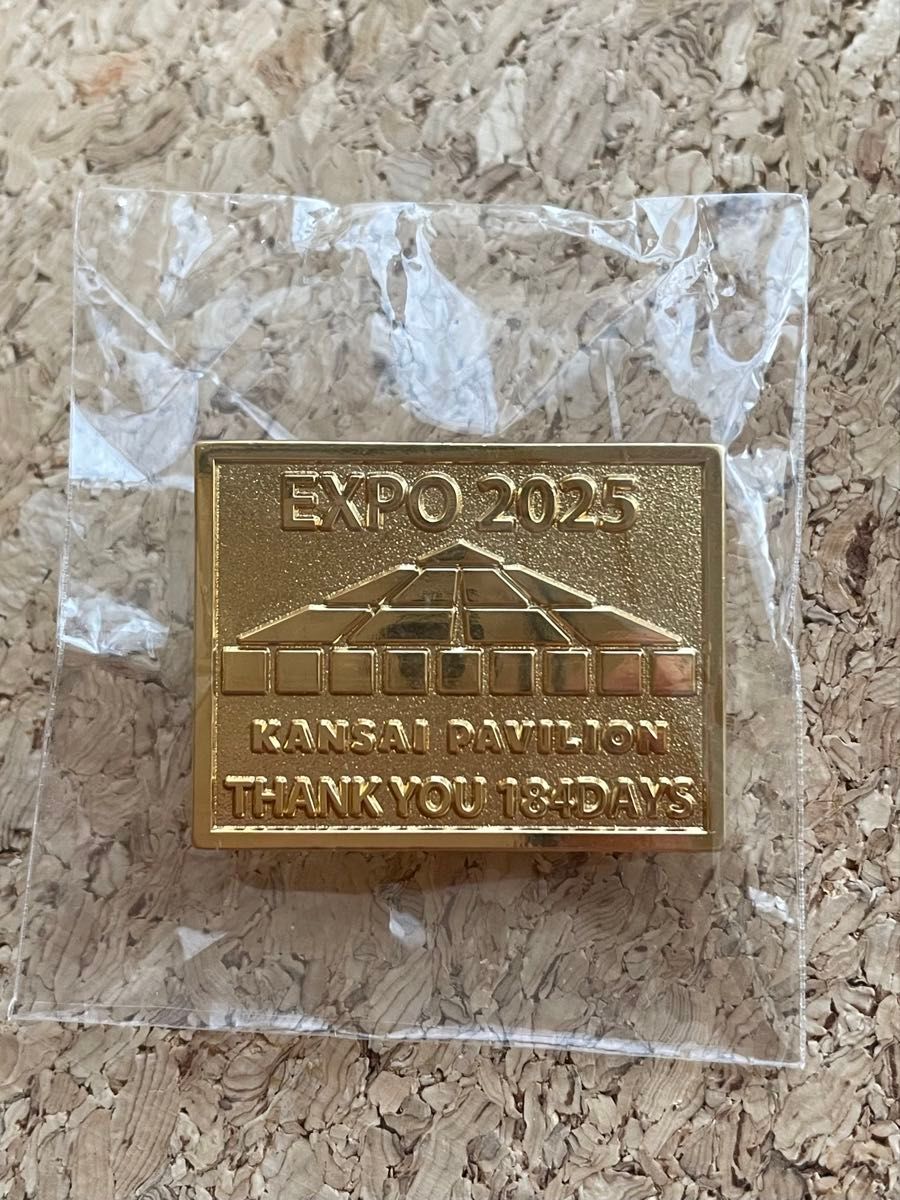 EXPO 2025
KANSAI PAVILION
THANK YOU 184DAYS